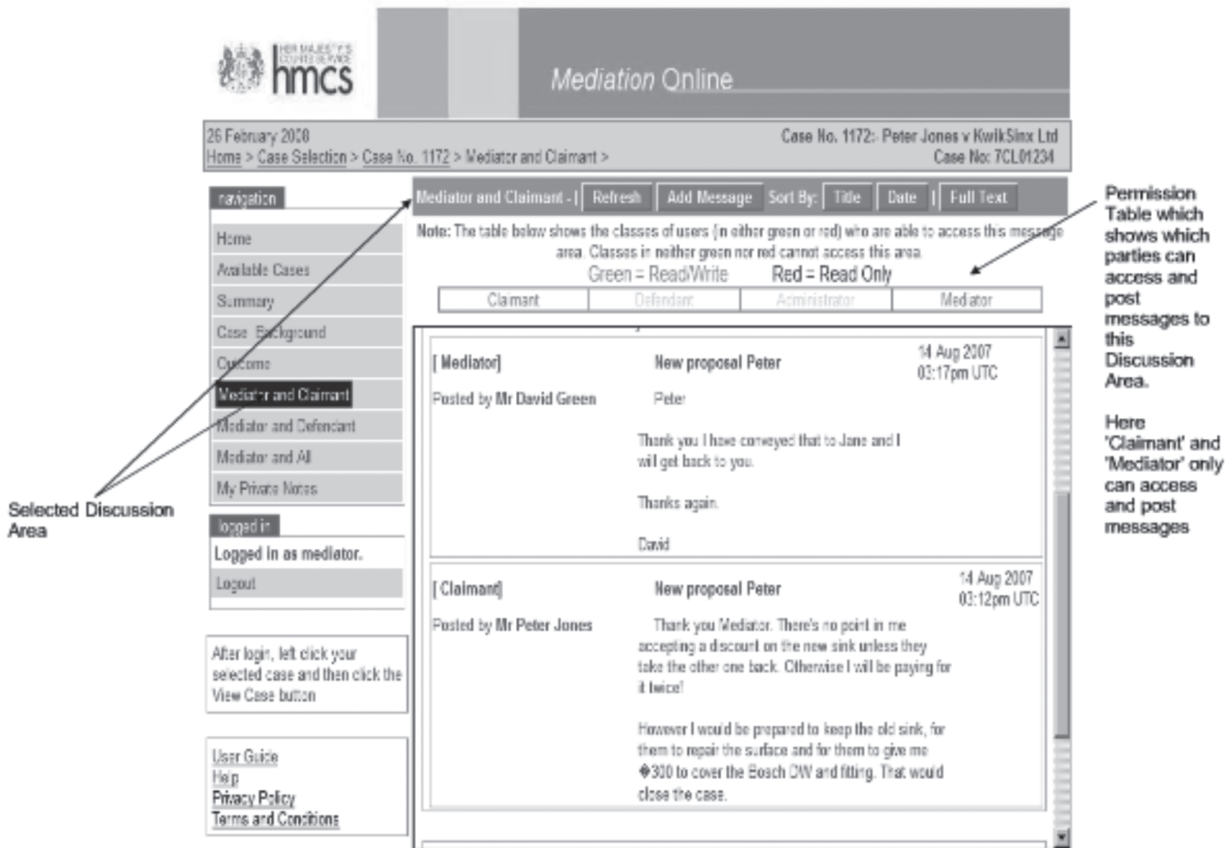 HER MAJESTY'S
COURTS SERVICE
hmcs
Mediation Online
26 February 2008
Case No. 1172:- Peter Jones v KwikSinx Ltd
Home > Case Selection > Case No. 1172 > Mediator and Claimant >
Case No: 7CL01234
navigation
Home
Available Cases
Summary
Case Background
Outcome
Mediator and Claimant
Mediator and Defendant
Mediator and All
My Private Notes
logged in
Logged in as mediator.
Logout
After login, left click your
selected case and then click the
View Case button
User Guide
Help
Privacy Policy
Terms and Conditions
Selected Discussion
Area
Mediator and Claimant - | Refresh Add Message Sort By: Title Date | Full Text
Note: The table below shows the classes of users (in either green or red) who are able to access this message
area. Classes in neither green nor red cannot access this area.
Green = Read/Write Red = Read Only
Claimant Defendant Administrator Mediator
[ Mediator] New proposal Peter 14 Aug 2007
03:17pm UTC
Posted by Mr David Green Peter
Thank you I have conveyed that to Jane and I
will get back to you.
Thanks again.
David
[ Claimant] New proposal Peter 14 Aug 2007
03:12pm UTC
Posted by Mr Peter Jones Thank you Mediator. There's no point in me
accepting a discount on the new sink unless they
take the other one back. Otherwise I will be paying for
it twice!
However I would be prepared to keep the old sink, for
them to repair the surface and for them to give me
�300 to cover the Bosch DW and fitting. That would
close the case.
Permission
Table which
shows which
parties can
access and
post
messages to
this
Discussion
Area.
Here
'Claimant' and
'Mediator' only
can access
and post
messages